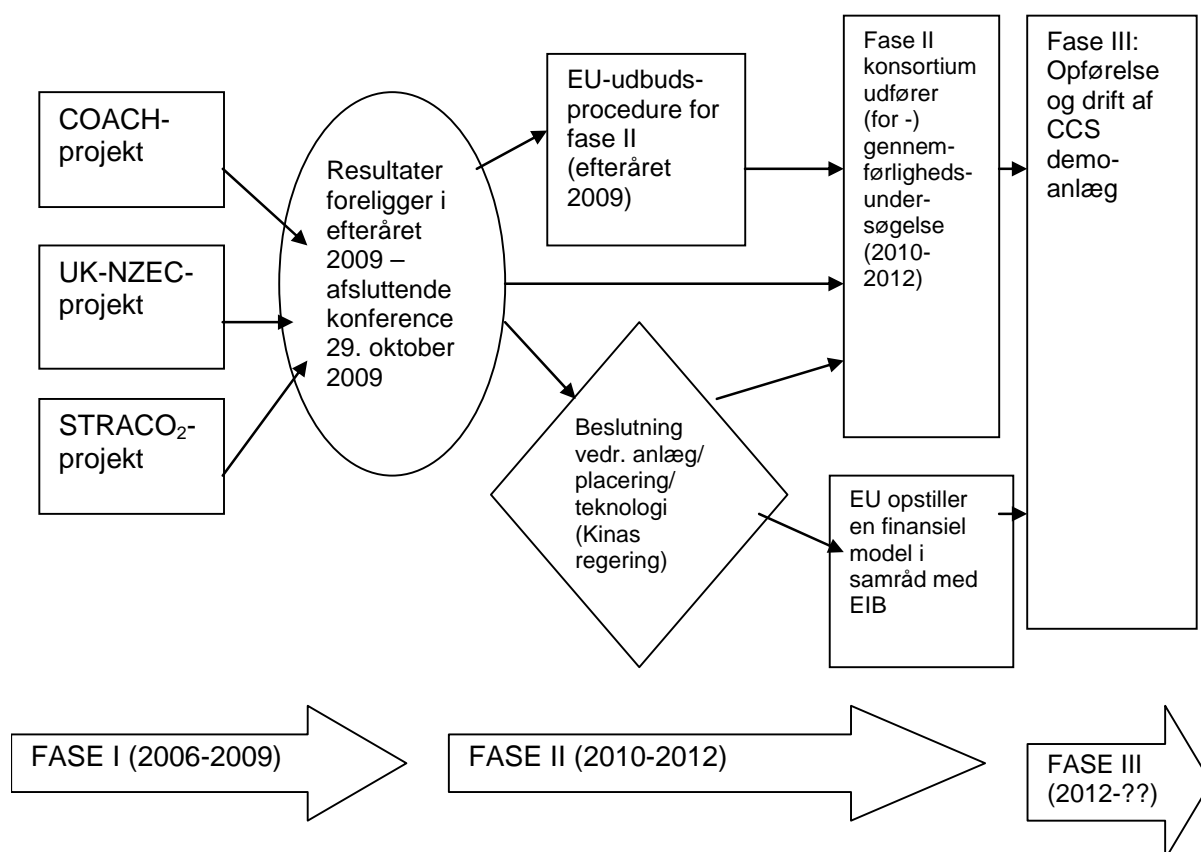 COACH-
projekt
UK-NZEC-
projekt
STRACO₂-
projekt
Resultater
foreligger i
efteråret
2009 –
afsluttende
konference
29. oktober
2009
EU-udbuds-
procedure for
fase II
(efteråret
2009)
Beslutning
vedr. anlæg/
placering/
teknologi
(Kinas
regering)
Fase II
konsortium
udfører
(for -)
gennem-
førligheds-
under-
søgelse
(2010-
2012)
EU opstiller
en finansiel
model i
samråd med
EIB
Fase III:
Opførelse
og drift af
CCS
demo-
anlæg
FASE I (2006-2009)
FASE II (2010-2012)
FASE III
(2012-??)